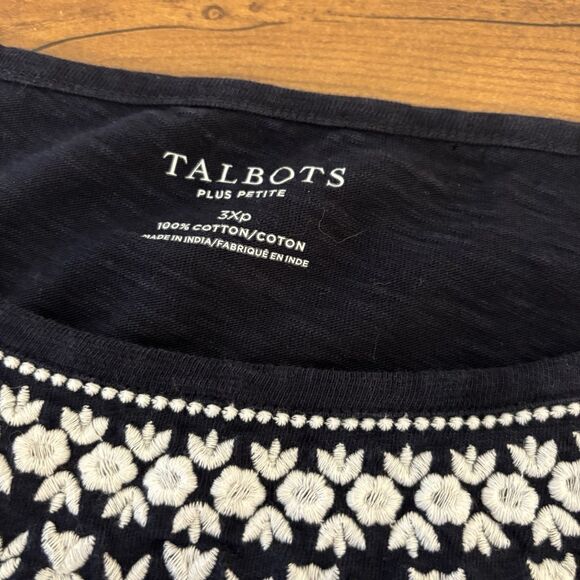 TALBOTS
PLUS PETITE
3Xp
100% COTTON/COTON
MADE IN INDIA/FABRIQUÉ EN INDE